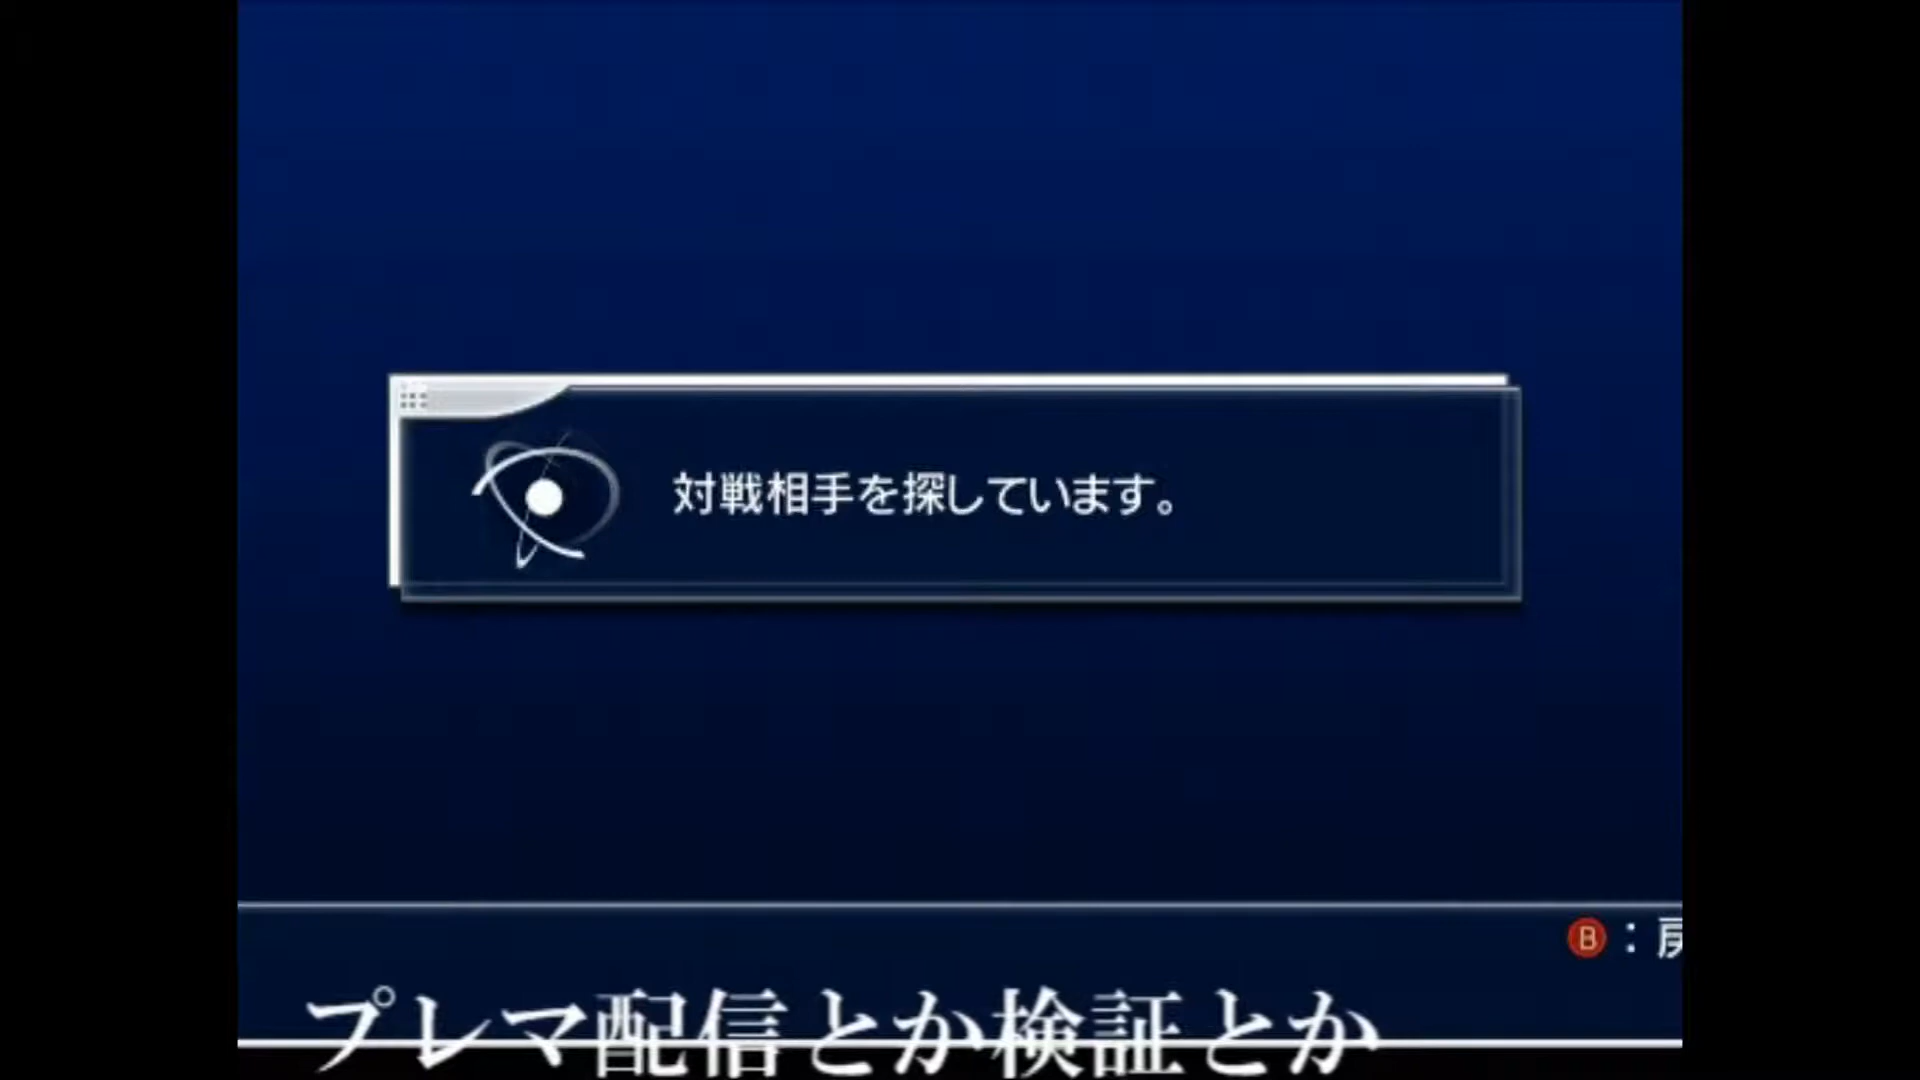 対戦相手を探しています。
B：戻
プレマ配信とか検証とか